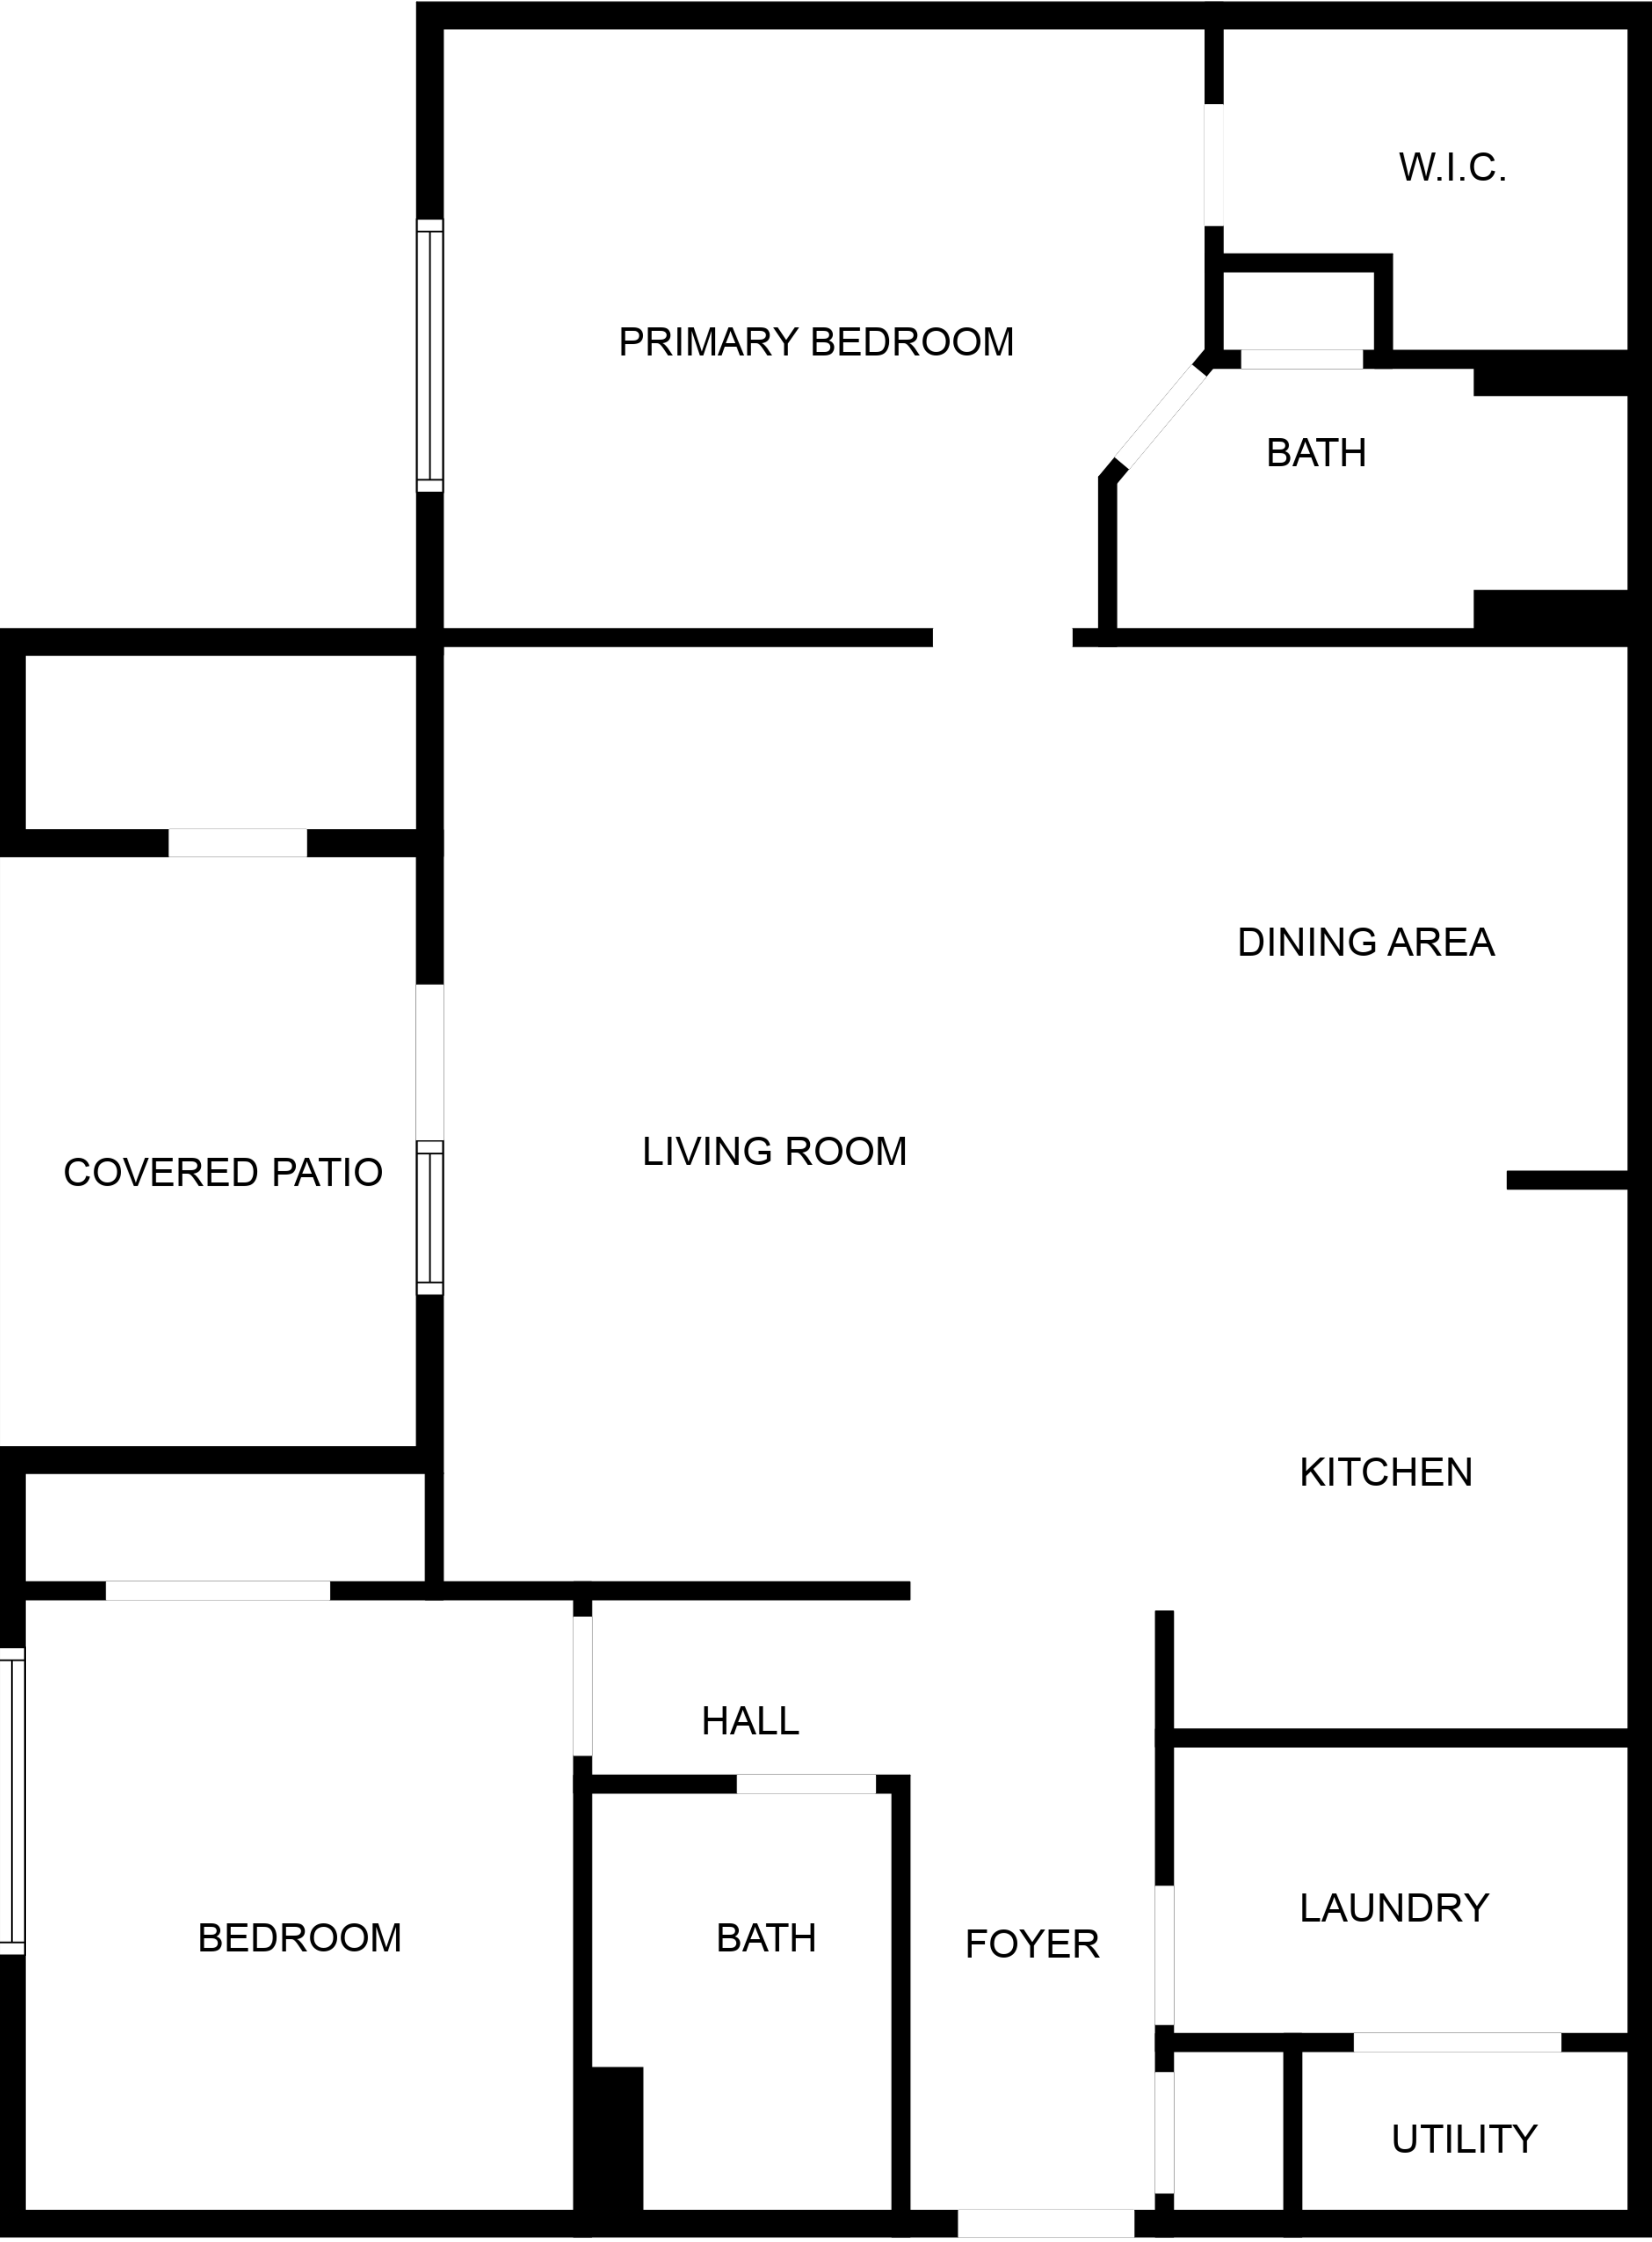 W.I.C.
PRIMARY BEDROOM
BATH
DINING AREA
LIVING ROOM
COVERED PATIO
KITCHEN
HALL
LAUNDRY
BEDROOM
BATH
FOYER
UTILITY